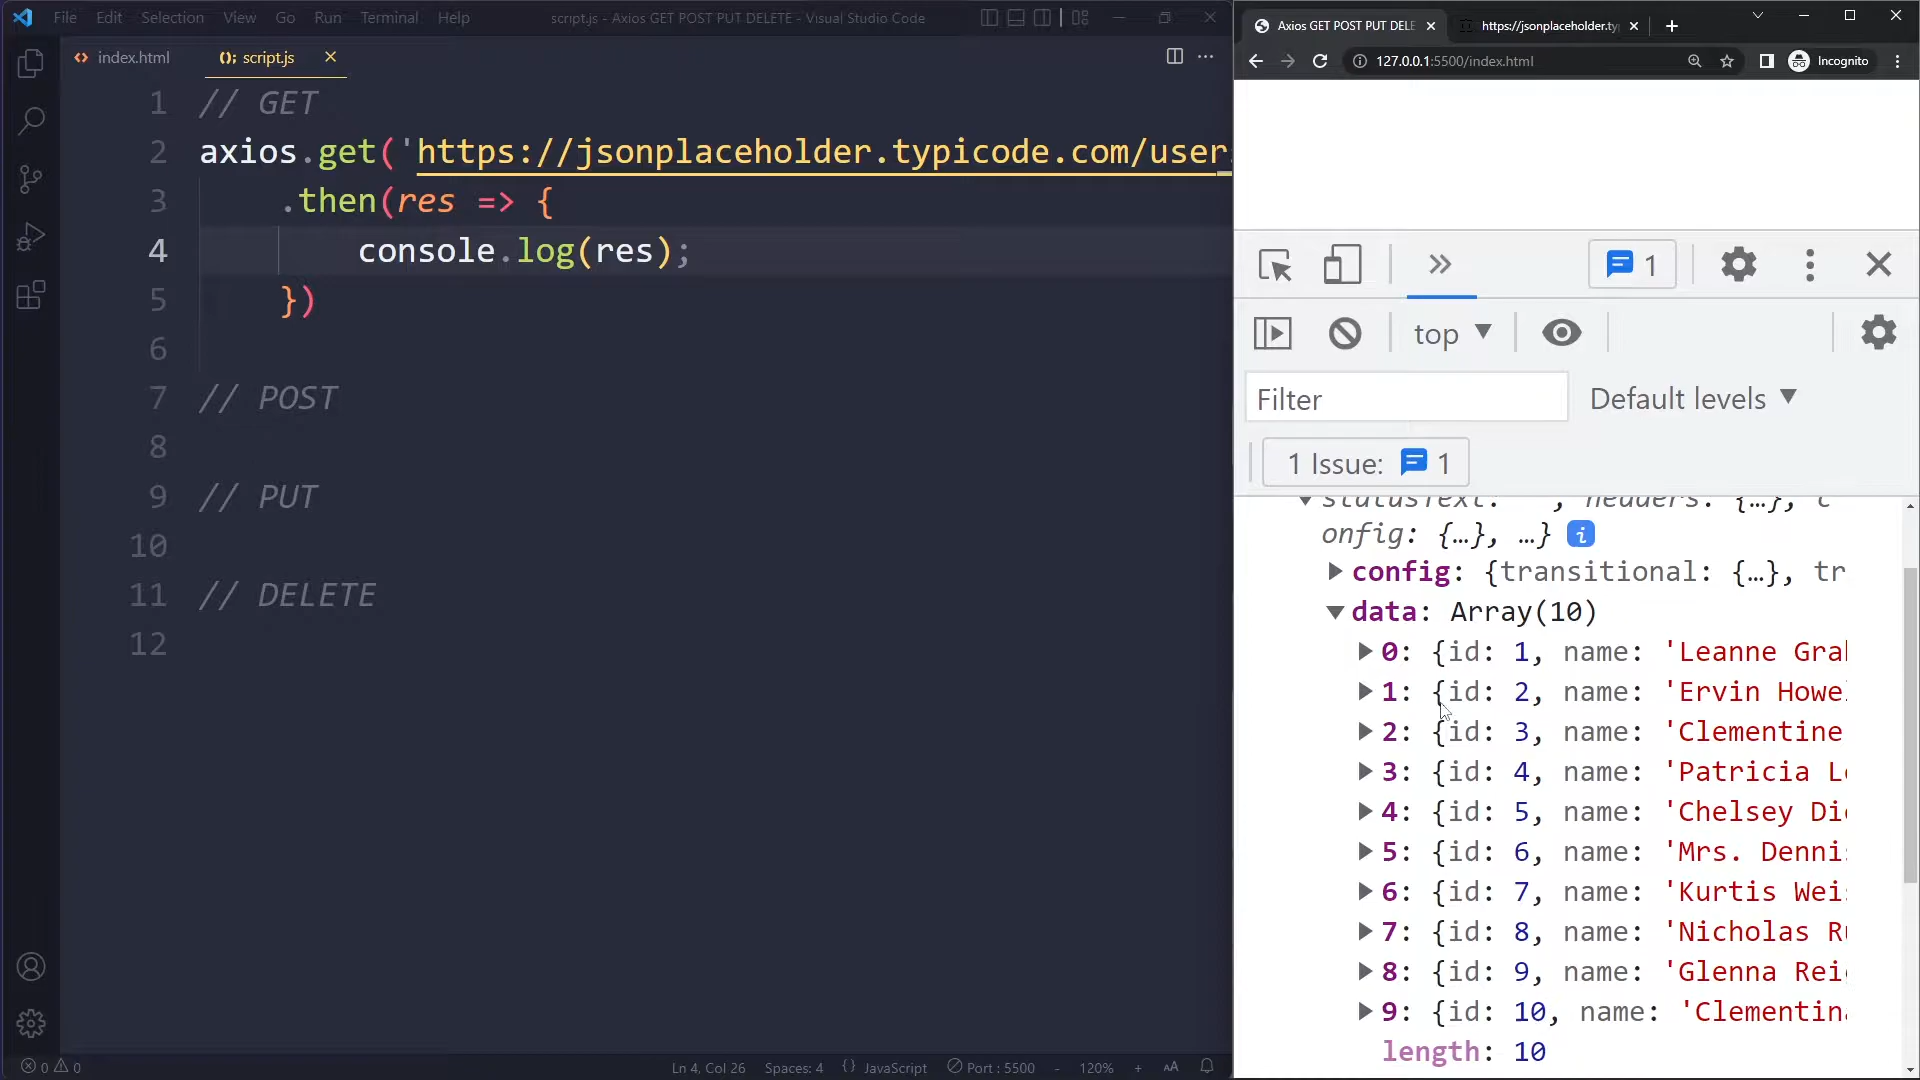 File Edit Selection View Go Run Terminal Help
script.js - Axios GET POST PUT DELETE - Visual Studio Code
index.html
script.js
1 // GET
2 axios.get('https://jsonplaceholder.typicode.com/user
3 .then(res => {
4 console.log(res);
5 })
6
7 // POST
8
9 // PUT
10
11 // DELETE
12
0 0
Ln 4, Col 26 Spaces: 4 {} JavaScript Port : 5500 - 120% + AA
Axios GET POST PUT DELE
https://jsonplaceholder.ty
127.0.0.1:5500/index.html
Incognito
1
top
Filter
Default levels
1 Issue: 1
statusText: '', headers: {…}, c
onfig: {…}, …} i
config: {transitional: {…}, tr
data: Array(10)
0: {id: 1, name: 'Leanne Gra
1: {id: 2, name: 'Ervin Howe
2: {id: 3, name: 'Clementine
3: {id: 4, name: 'Patricia L
4: {id: 5, name: 'Chelsey Di
5: {id: 6, name: 'Mrs. Denni
6: {id: 7, name: 'Kurtis Wei
7: {id: 8, name: 'Nicholas R
8: {id: 9, name: 'Glenna Rei
9: {id: 10, name: 'Clementin
length: 10